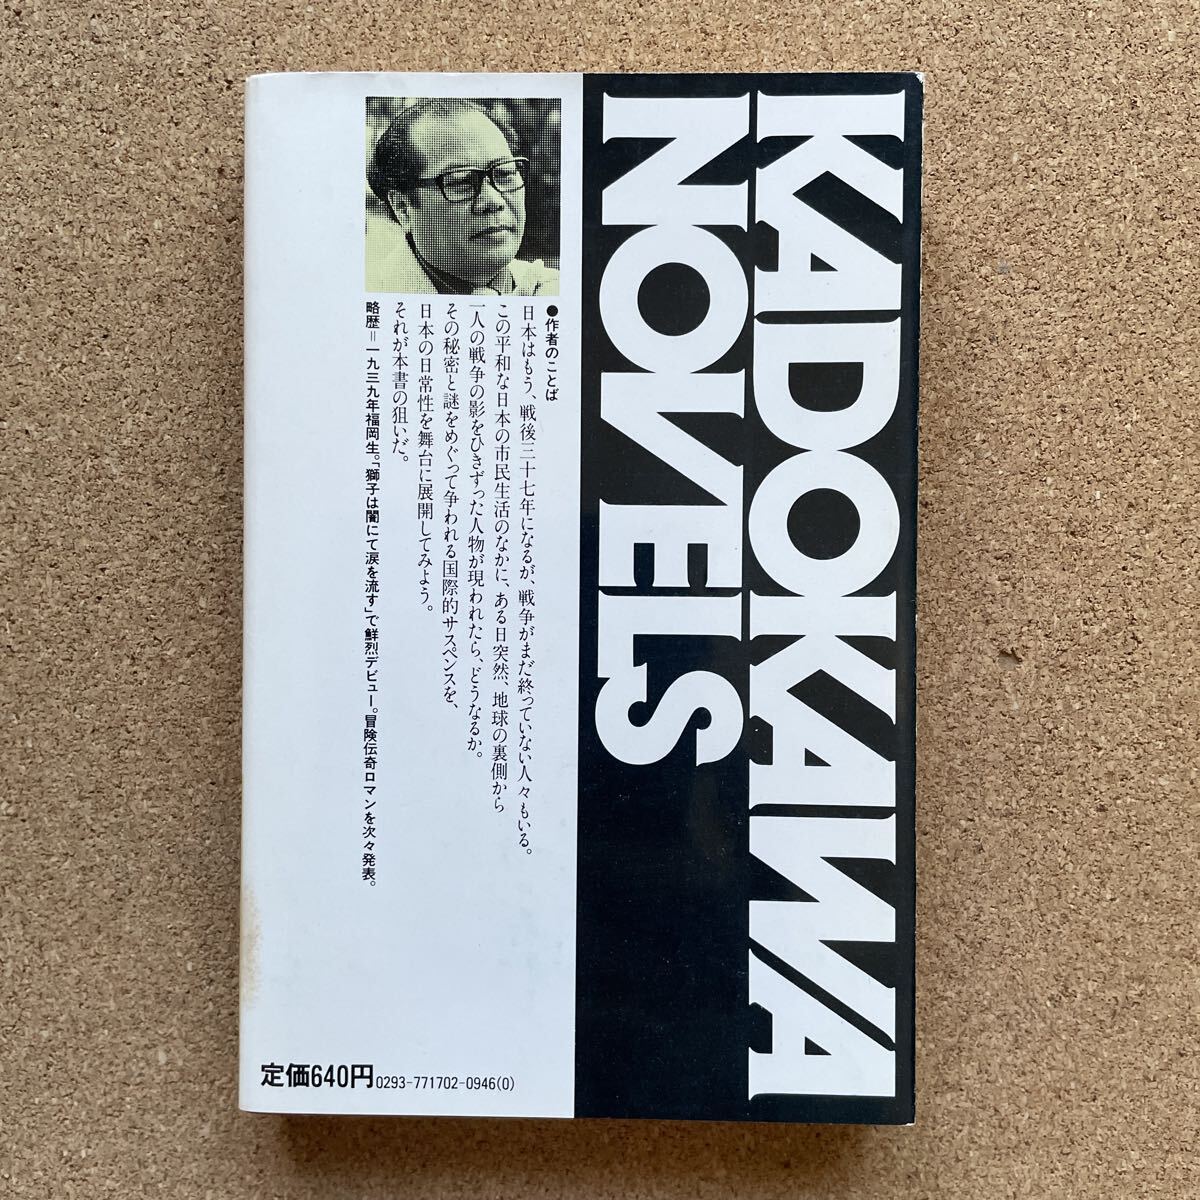 KADOKAWA
NOVELS
●作者のことば
日本はもう、戦後三十七年になるが、戦争がまだ終っていない人々もいる。
この平和な日本の市民生活のなかに、ある日突然、地球の裏側から
一人の戦争の影をひきずった人物が現われたら、どうなるか。
その秘密と謎をめぐって争われる国際的サスペンスを、
日本の日常性を舞台に展開してみよう。
それが本書の狙いだ。
略歴＝一九三九年福岡生。「獅子は闇にて涙を流す」で鮮烈デビュー。冒険伝奇ロマンを次々発表。
定価640円 0293-771702-0946(0)